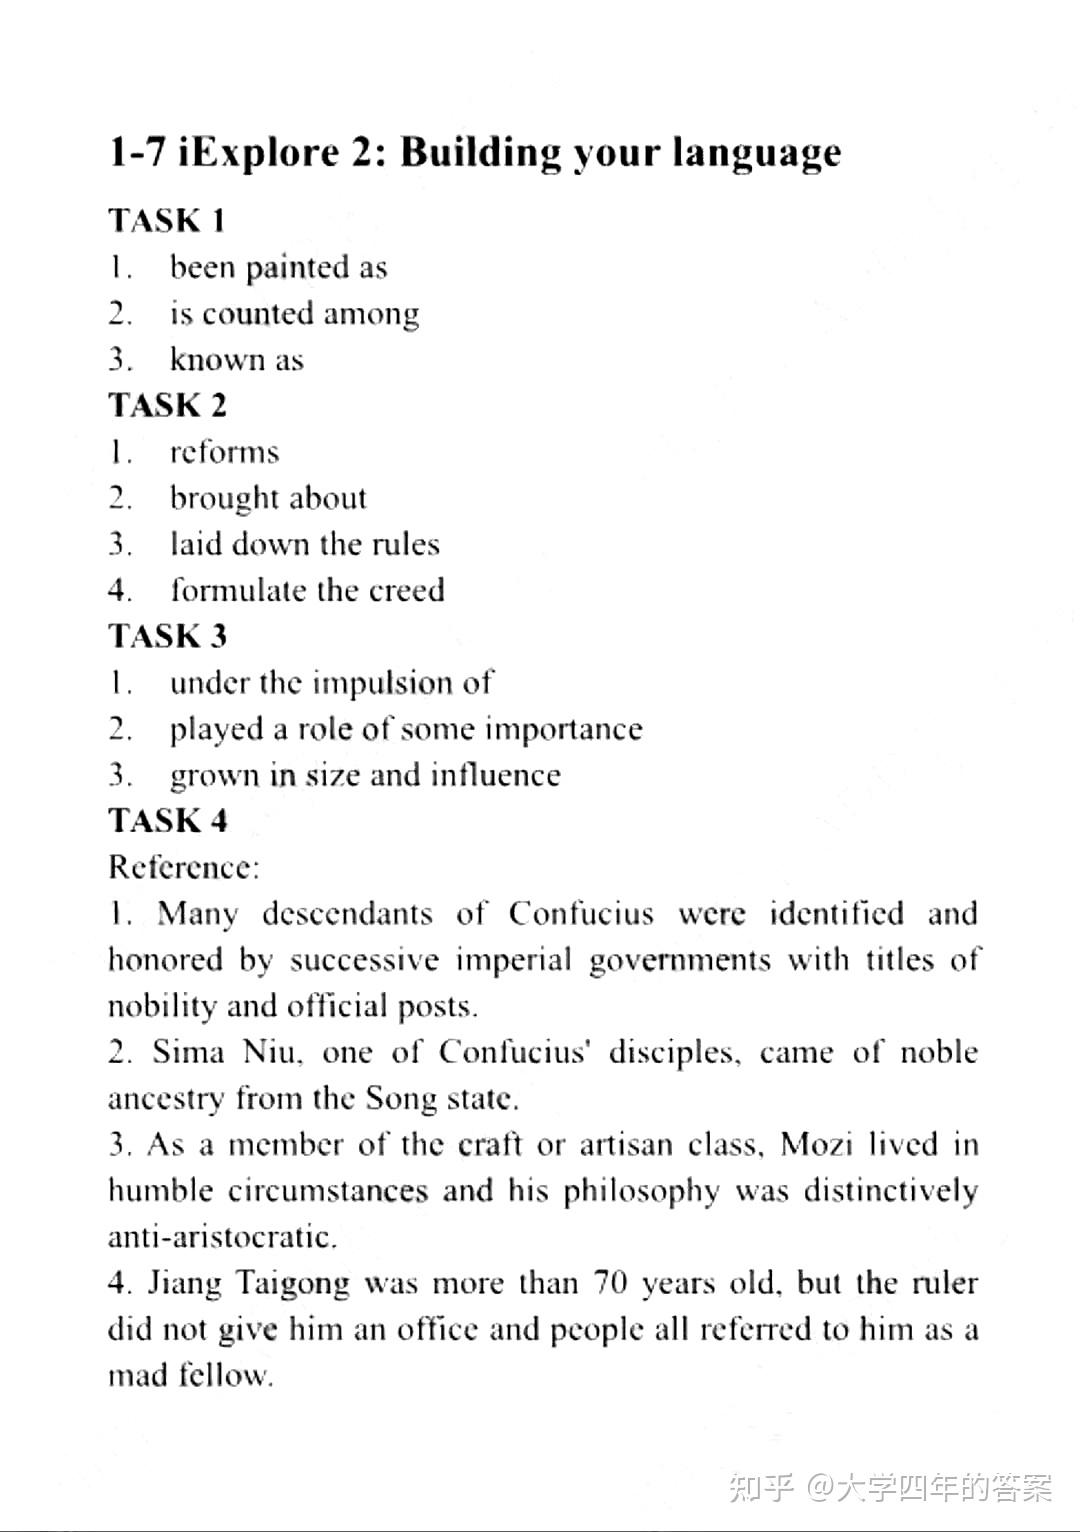 1-7 iExplore 2: Building your language
TASK 1
1. been painted as
2. is counted among
3. known as
TASK 2
1. reforms
2. brought about
3. laid down the rules
4. formulate the creed
TASK 3
1. under the impulsion of
2. played a role of some importance
3. grown in size and influence
TASK 4
Reference:
1. Many descendants of Confucius were identified and
honored by successive imperial governments with titles of
nobility and official posts.
2. Sima Niu, one of Confucius' disciples, came of noble
ancestry from the Song state.
3. As a member of the craft or artisan class, Mozi lived in
humble circumstances and his philosophy was distinctively
anti-aristocratic.
4. Jiang Taigong was more than 70 years old, but the ruler
did not give him an office and people all referred to him as a
mad fellow.
知乎 @大学四年的答案